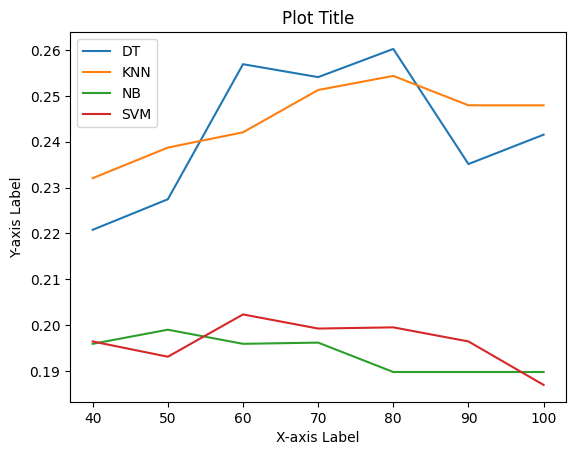 Plot Title
DT
KNN
NB
SVM
Y-axis Label
0.26
0.25
0.24
0.23
0.22
0.21
0.20
0.19
40 50 60 70 80 90 100
X-axis Label